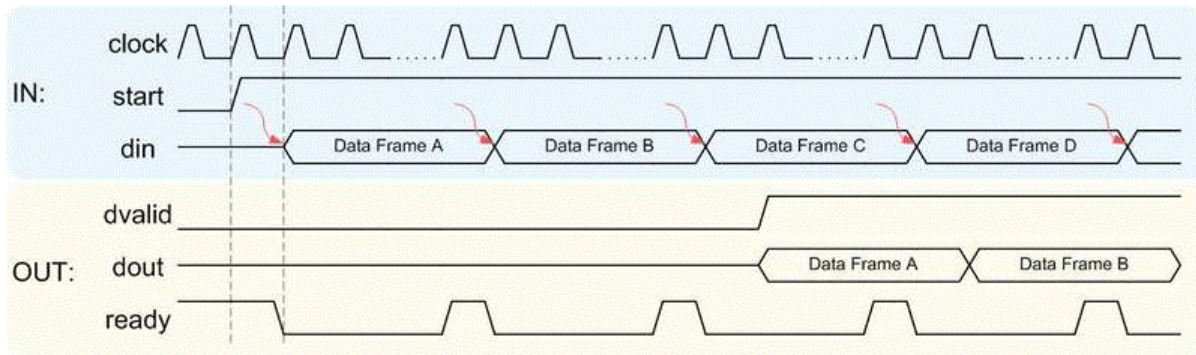 clock
IN:
start
din
Data Frame A
Data Frame B
Data Frame C
Data Frame D
dvalid
OUT:
dout
Data Frame A
Data Frame B
ready